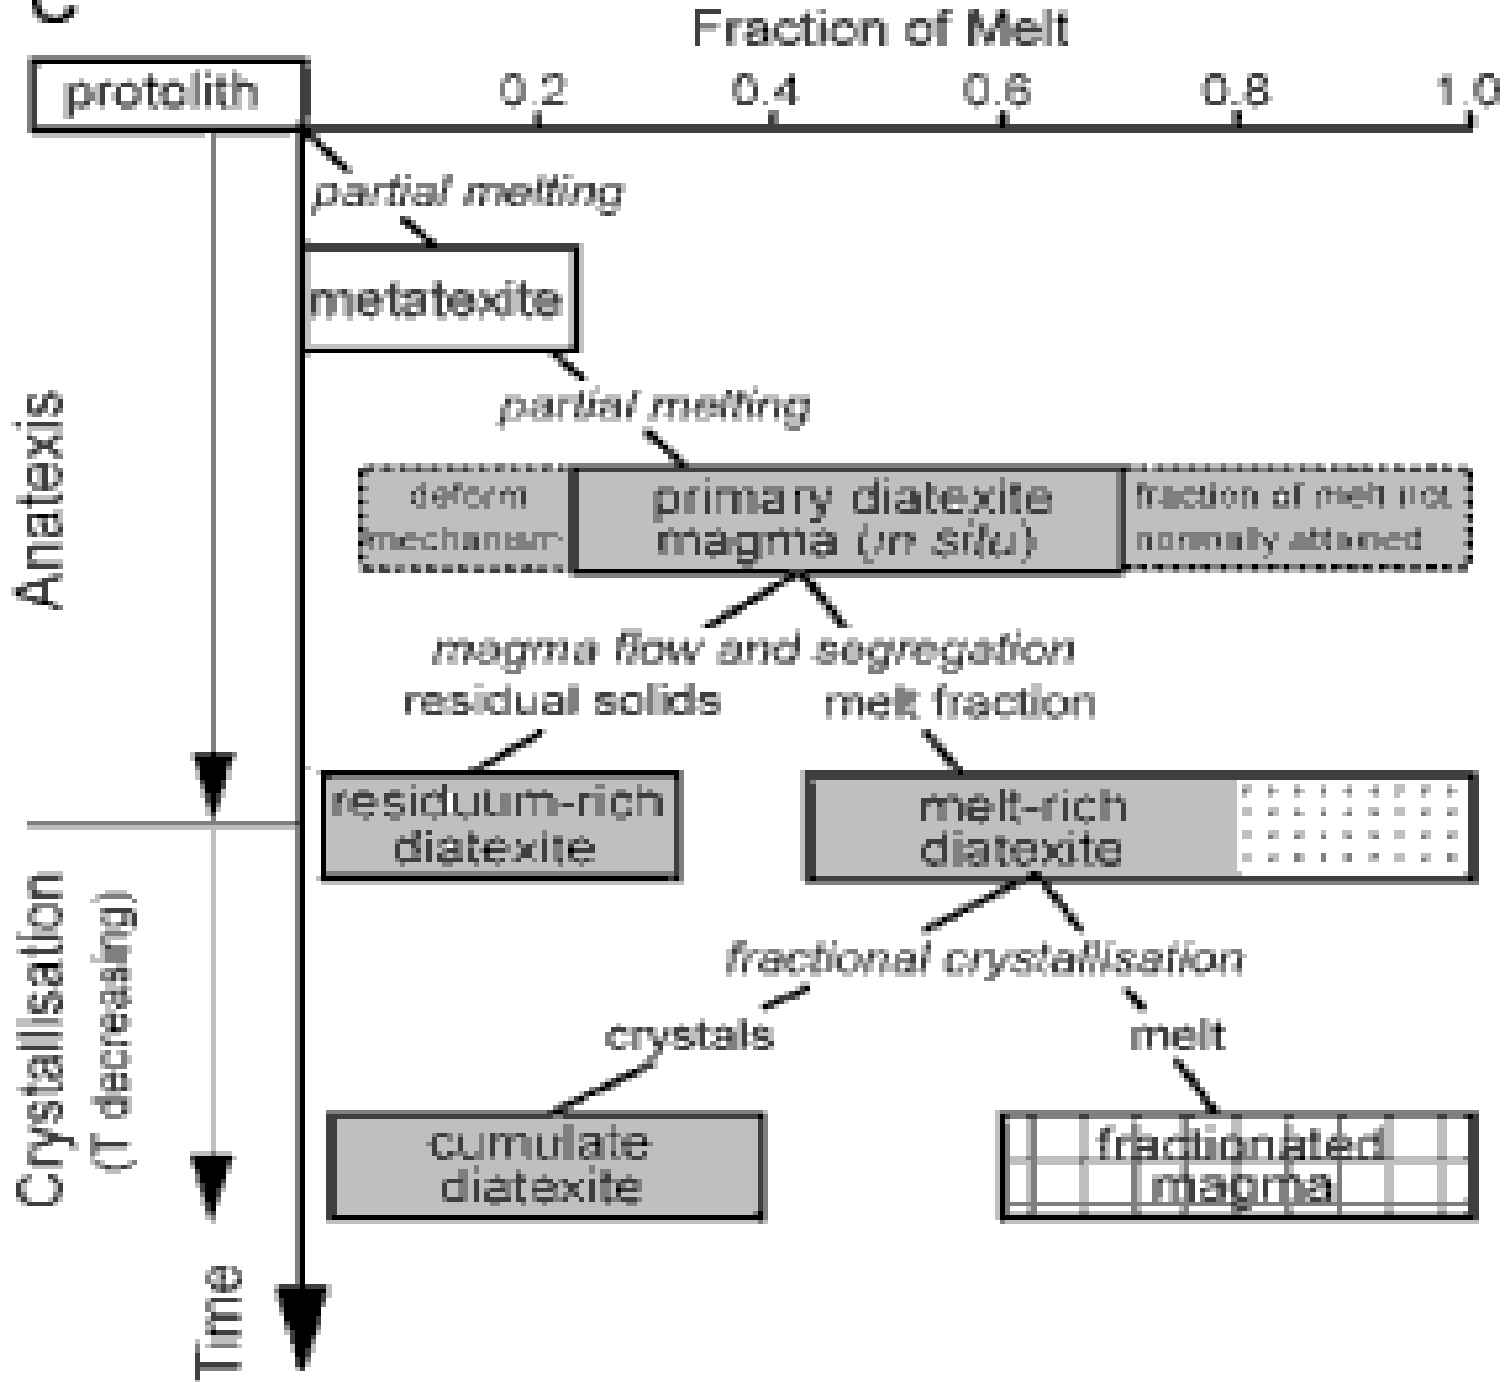 C
Fraction of Melt
protolith
0.2 0.4 0.6 0.8 1.0
partial melting
metatexite
partial melting
deform
mechanism
primary diatexite
magma (in situ)
fraction of melt not
normally attained
magma flow and segregation
residual solids
melt fraction
residuum-rich
diatexite
melt-rich
diatexite
fractional crystallisation
crystals
melt
cumulate
diatexite
fractionated
magma
Anatexis
Crystallisation
(T decreasing)
Time